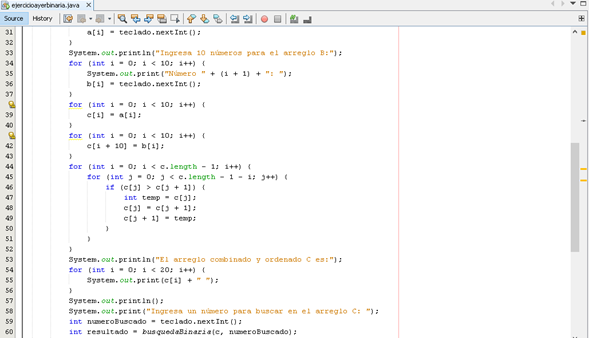 ejercicioayerbinaria.java
Source History
31 a[i] = teclado.nextInt();
32 }
33 System.out.println("Ingresa 10 números para el arreglo B:");
34 for (int i = 0; i < 10; i++) {
35 System.out.print("Número " + (i + 1) + ": ");
36 b[i] = teclado.nextInt();
37 }
for (int i = 0; i < 10; i++) {
39 c[i] = a[i];
40 }
for (int i = 0; i < 10; i++) {
42 c[i + 10] = b[i];
43 }
44 for (int i = 0; i < c.length - 1; i++) {
45 for (int j = 0; j < c.length - 1 - i; j++) {
46 if (c[j] > c[j + 1]) {
47 int temp = c[j];
48 c[j] = c[j + 1];
49 c[j + 1] = temp;
50 }
51 }
52 }
53 System.out.println("El arreglo combinado y ordenado C es:");
54 for (int i = 0; i < 20; i++) {
55 System.out.print(c[i] + " ");
56 }
57 System.out.println();
58 System.out.print("Ingresa un número para buscar en el arreglo C: ");
59 int numeroBuscado = teclado.nextInt();
60 int resultado = busquedaBinaria(c, numeroBuscado);